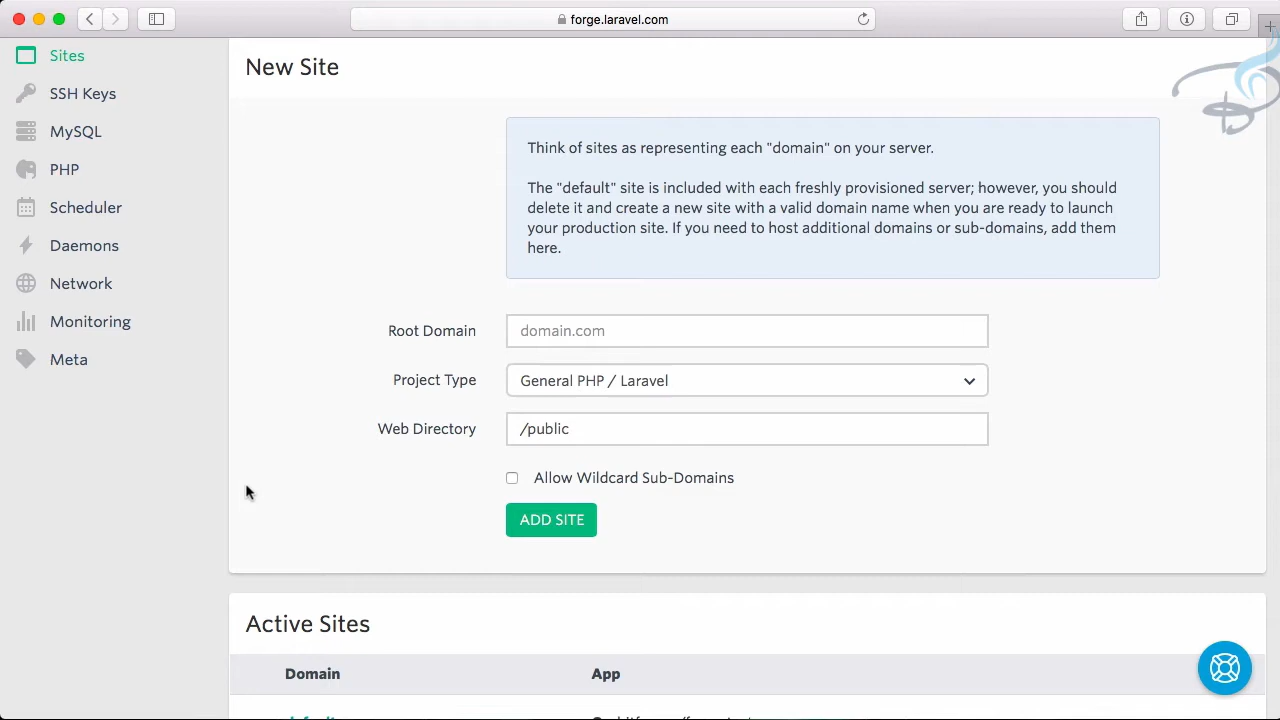 forge.laravel.com
Sites
SSH Keys
MySQL
PHP
Scheduler
Daemons
Network
Monitoring
Meta
New Site
Think of sites as representing each "domain" on your server.
The "default" site is included with each freshly provisioned server; however, you should
delete it and create a new site with a valid domain name when you are ready to launch
your production site. If you need to host additional domains or sub-domains, add them
here.
Root Domain
domain.com
Project Type
General PHP / Laravel
Web Directory
/public
Allow Wildcard Sub-Domains
ADD SITE
Active Sites
Domain App